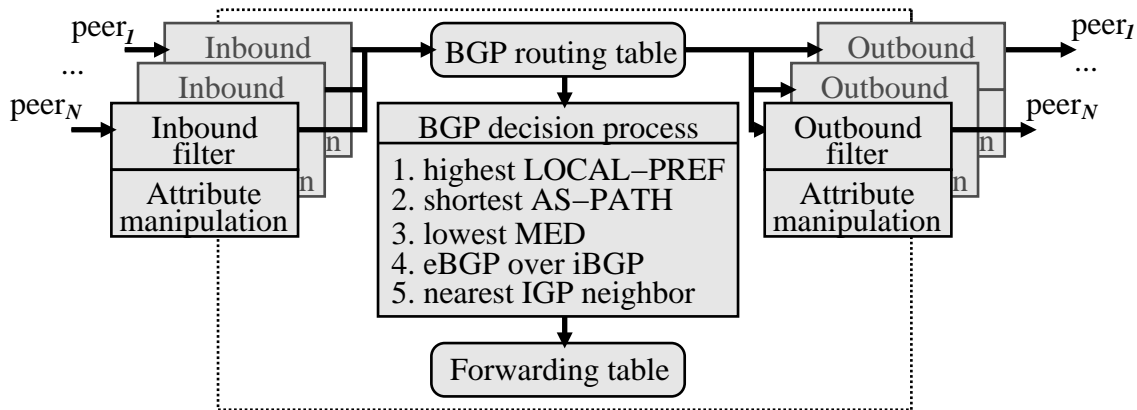 peer1
Inbound
BGP routing table
Outbound
peer1
...
Inbound
Outbound
...
peerN
Inbound
filter
n
n
BGP decision process
Outbound
filter
n
n
peerN
Attribute
manipulation
1. highest LOCAL–PREF
2. shortest AS–PATH
3. lowest MED
4. eBGP over iBGP
5. nearest IGP neighbor
Attribute
manipulation
Forwarding table